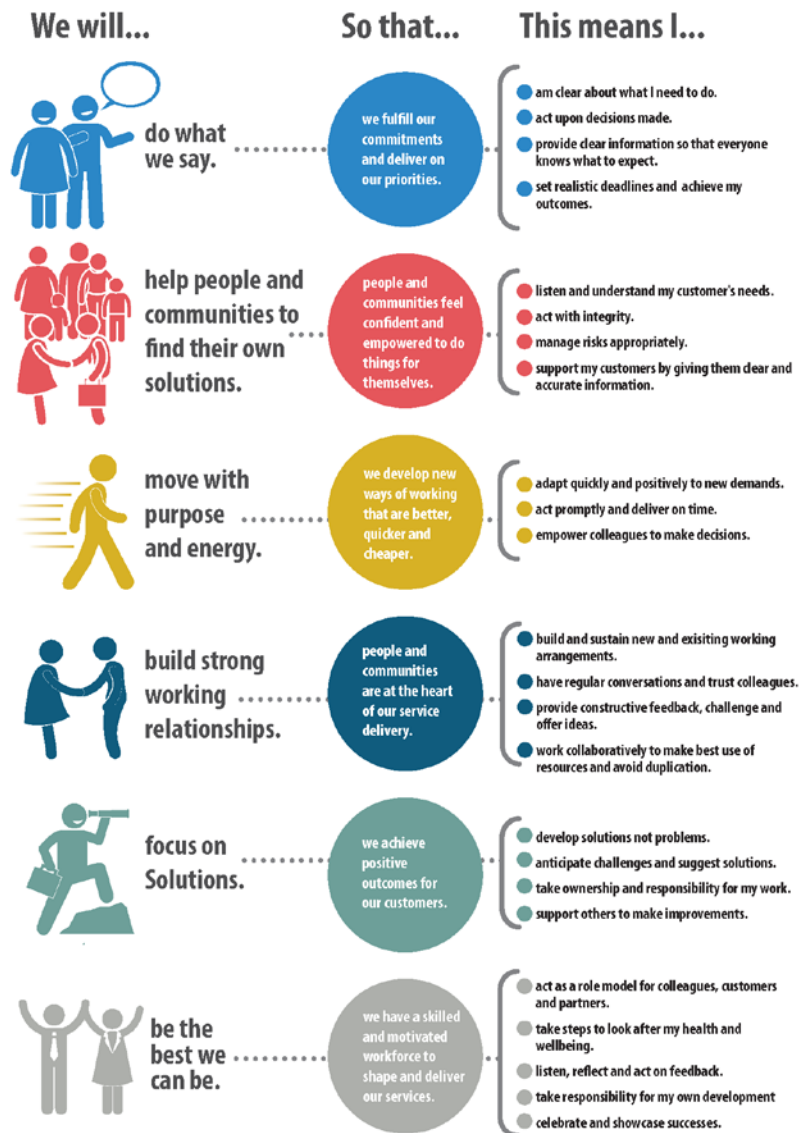 We will...
So that...
This means I...
do what
we say.
we fulfill our
commitments
and deliver on
our priorities.
am clear about what I need to do.
act upon decisions made.
provide clear information so that everyone
knows what to expect.
set realistic deadlines and achieve my
outcomes.
help people and
communities to
find their own
solutions.
people and
communities feel
confident and
empowered to do
things for
themselves.
listen and understand my customer's needs.
act with integrity.
manage risks appropriately.
support my customers by giving them clear and
accurate information.
move with
purpose
and energy.
we develop new
ways of working
that are better,
quicker and
cheaper.
adapt quickly and positively to new demands.
act promptly and deliver on time.
empower colleagues to make decisions.
build strong
working
relationships.
people and
communities
are at the heart
of our service
delivery.
build and sustain new and exisiting working
arrangements.
have regular conversations and trust colleagues.
provide constructive feedback, challenge and
offer ideas.
work collaboratively to make best use of
resources and avoid duplication.
focus on
Solutions.
we achieve
positive
outcomes for
our customers.
develop solutions not problems.
anticipate challenges and suggest solutions.
take ownership and responsibility for my work.
support others to make improvements.
be the
best we
can be.
we have a skilled
and motivated
workforce to
shape and deliver
our services.
act as a role model for colleagues, customers
and partners.
take steps to look after my health and
wellbeing.
listen, reflect and act on feedback.
take responsibility for my own development
celebrate and showcase successes.